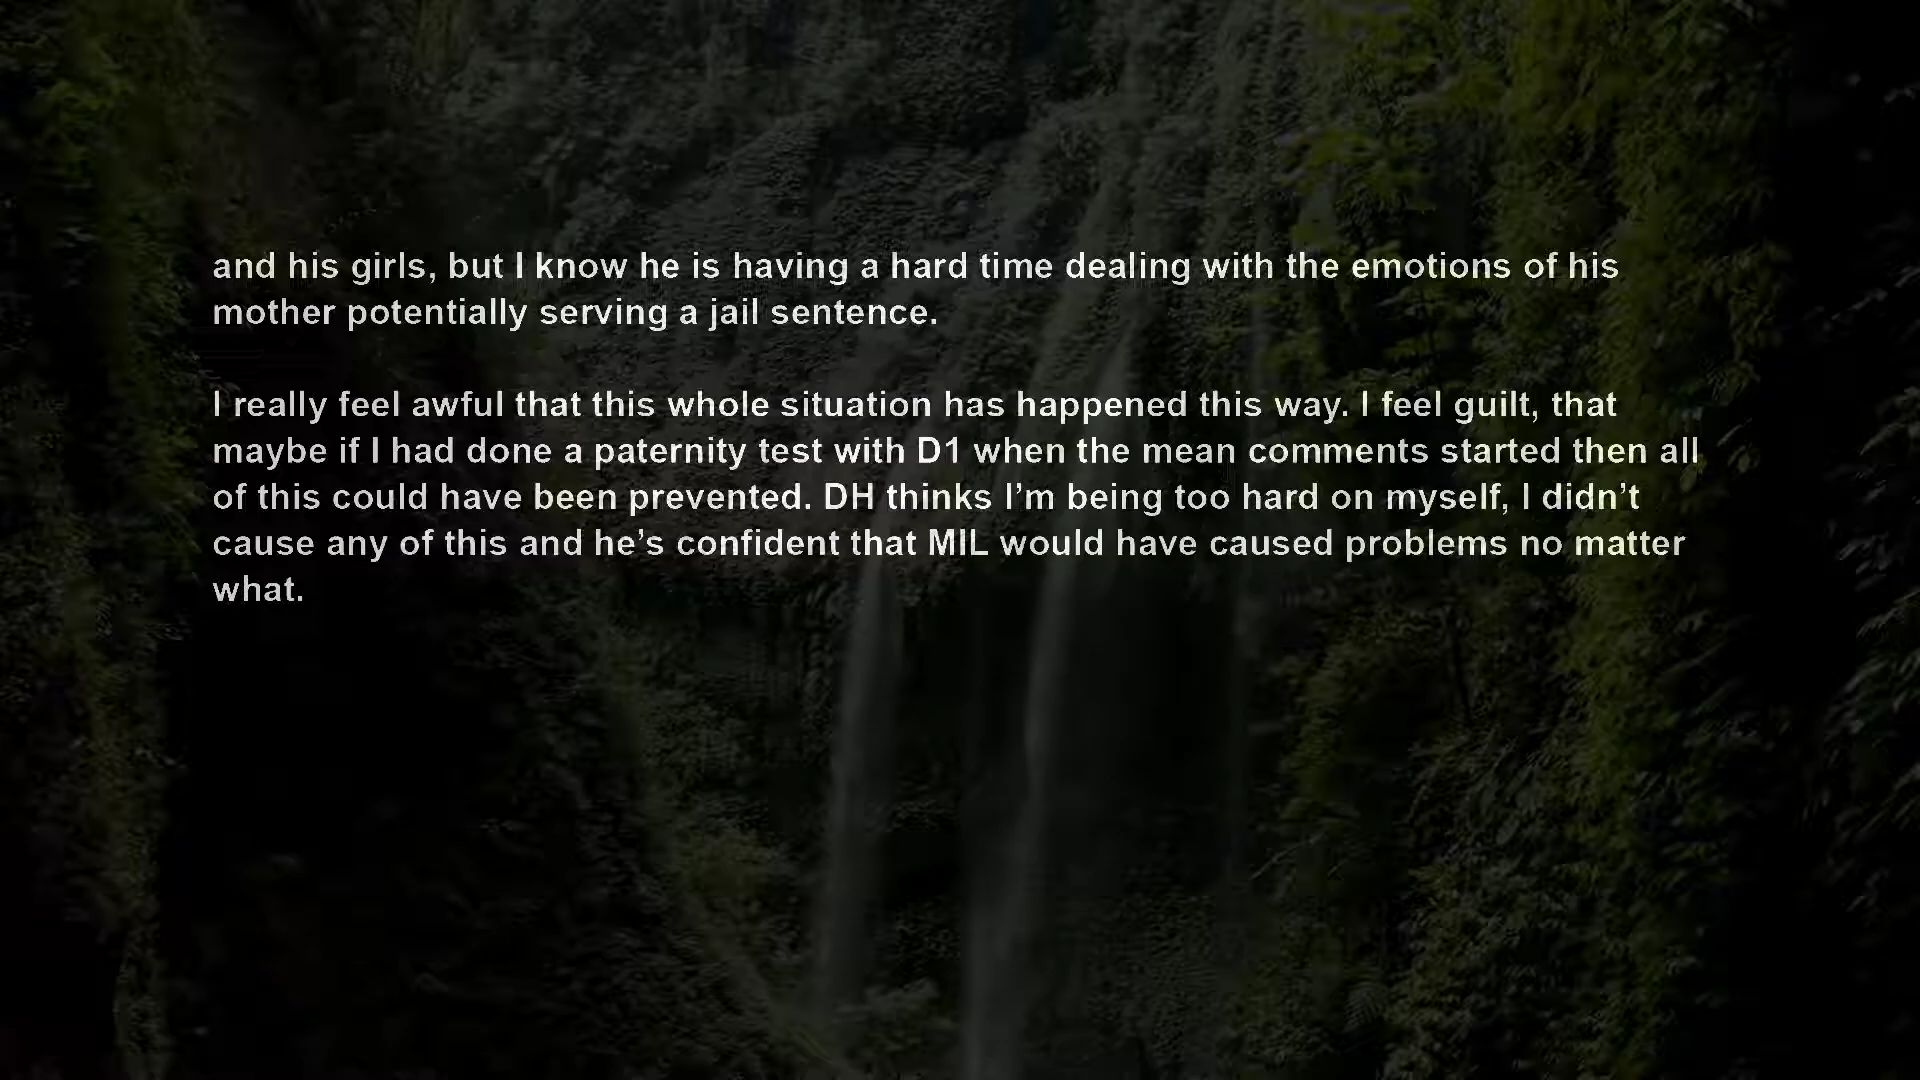 and his girls, but I know he is having a hard time dealing with the emotions of his
mother potentially serving a jail sentence.
I really feel awful that this whole situation has happened this way. I feel guilt, that
maybe if I had done a paternity test with D1 when the mean comments started then all
of this could have been prevented. DH thinks I’m being too hard on myself, I didn’t
cause any of this and he’s confident that MIL would have caused problems no matter
what.